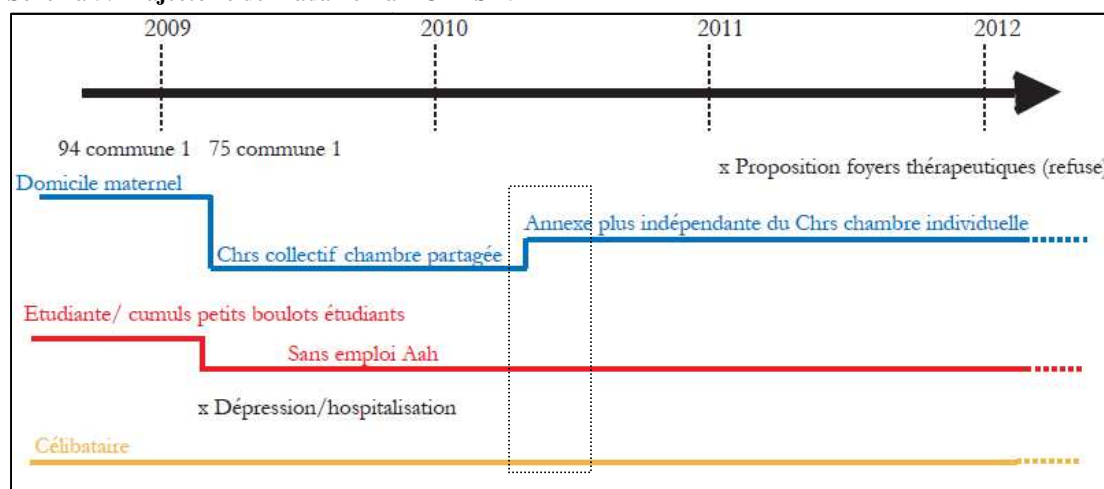 2009 2010 2011 2012
94 commune 1 75 commune 1
x Proposition foyers thérapeutiques (refuse)
Domicile maternel
Annexe plus indépendante du Chrs chambre individuelle
Chrs collectif chambre partagée
Etudiante/ cumuls petits boulots étudiants
Sans emploi Aah
x Dépression/hospitalisation
Célibataire